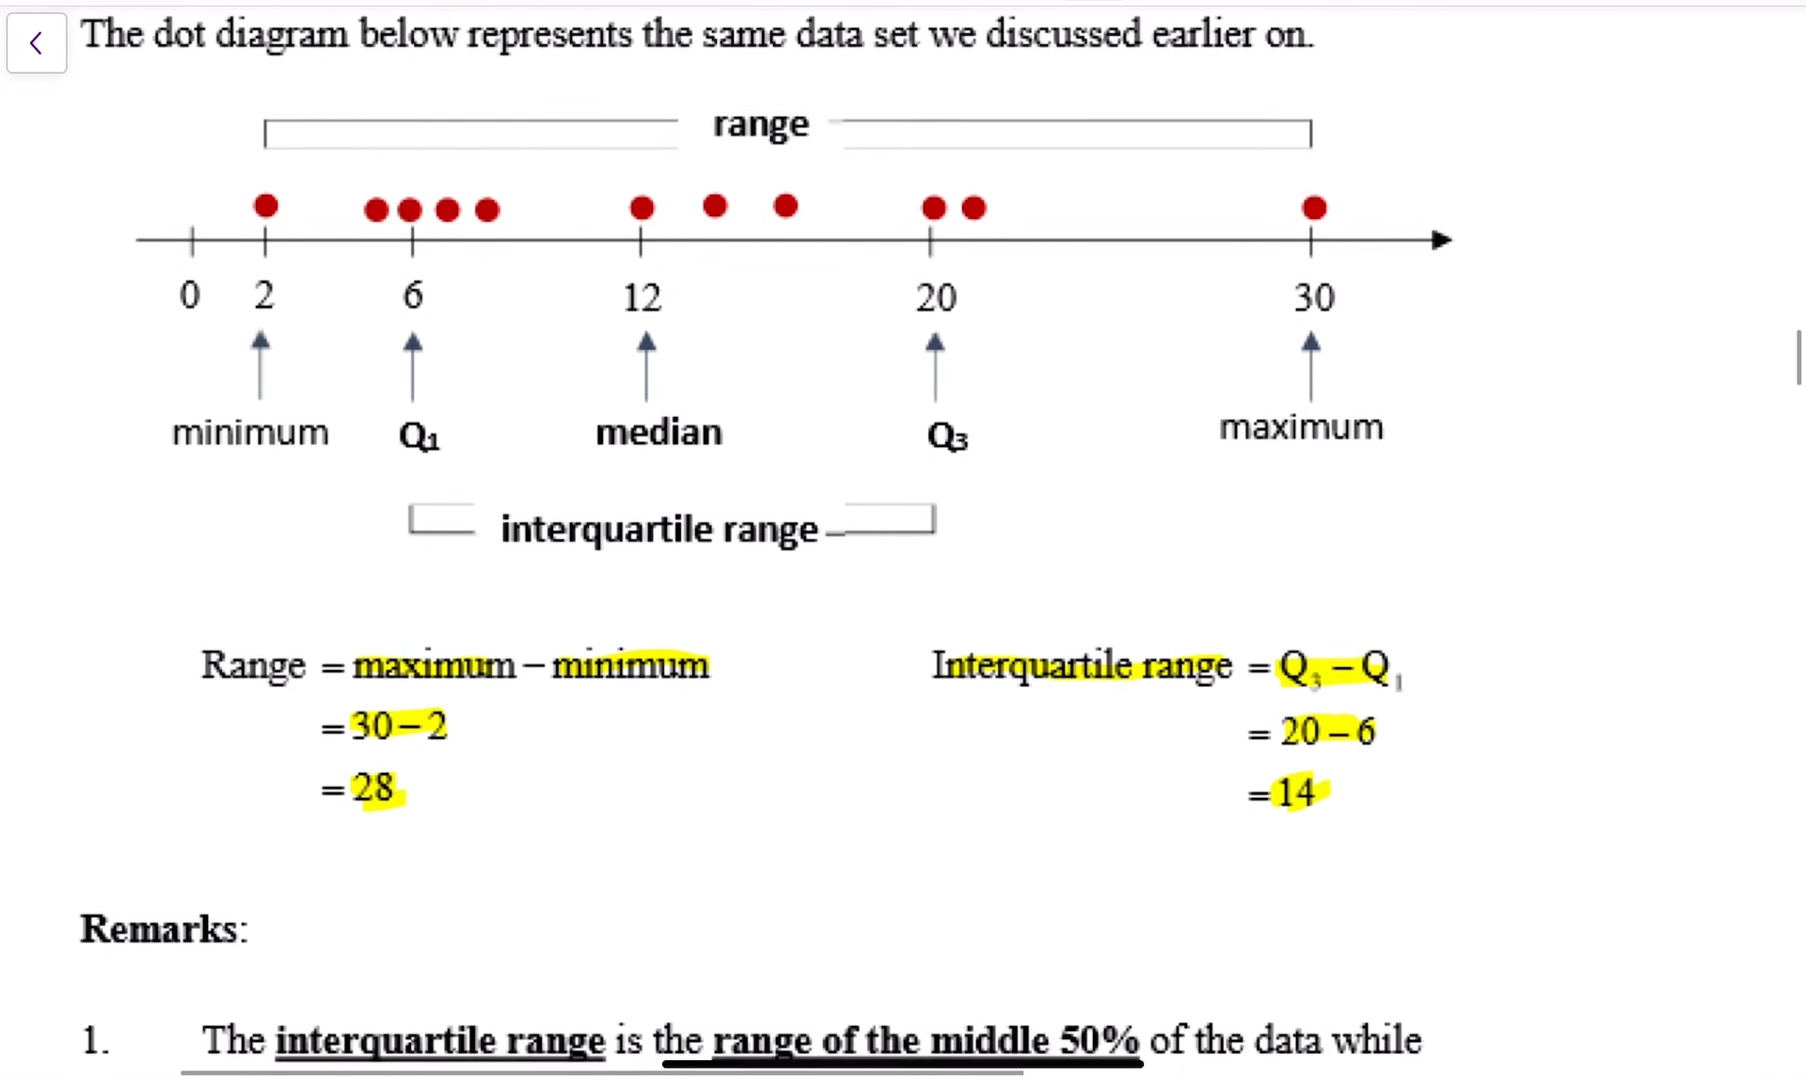 The dot diagram below represents the same data set we discussed earlier on.
range
0 2 6 12 20 30
minimum Q1 median Q3 maximum
interquartile range
Range = maximum – minimum
= 30 – 2
= 28
Interquartile range = Q3 – Q1
= 20 – 6
= 14
Remarks:
1. The interquartile range is the range of the middle 50% of the data while